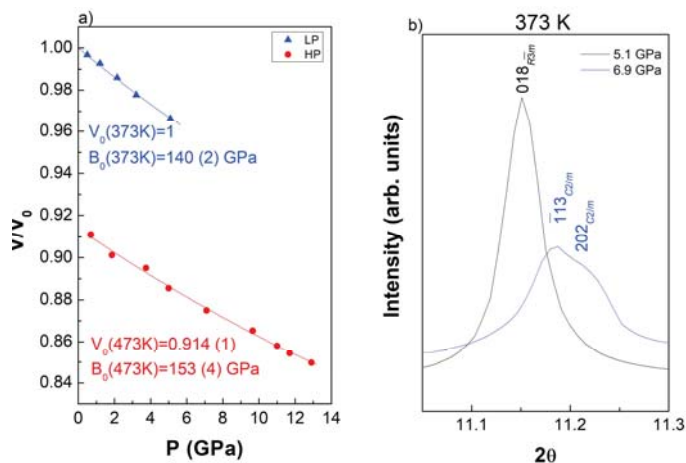 a)
1.00
0.98
0.96
0.94
0.92
0.90
0.88
0.86
0.84
V/V0
LP
HP
V0(373K)=1
B0(373K)=140 (2) GPa
V0(473K)=0.914 (1)
B0(473K)=153 (4) GPa
0 2 4 6 8 10 12 14
P (GPa)
b)
373 K
5.1 GPa
6.9 GPa
018R3̄m
1̄13C2/m
202C2/m
Intensity (arb. units)
11.1 11.2 11.3
2θ